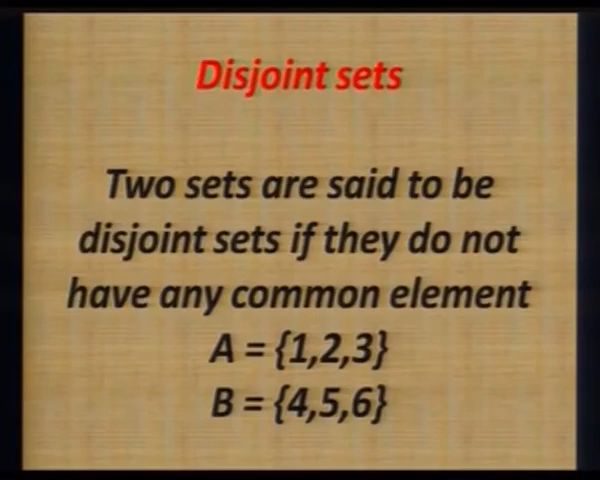 Disjoint sets
Two sets are said to be
disjoint sets if they do not
have any common element
A = {1,2,3}
B = {4,5,6}